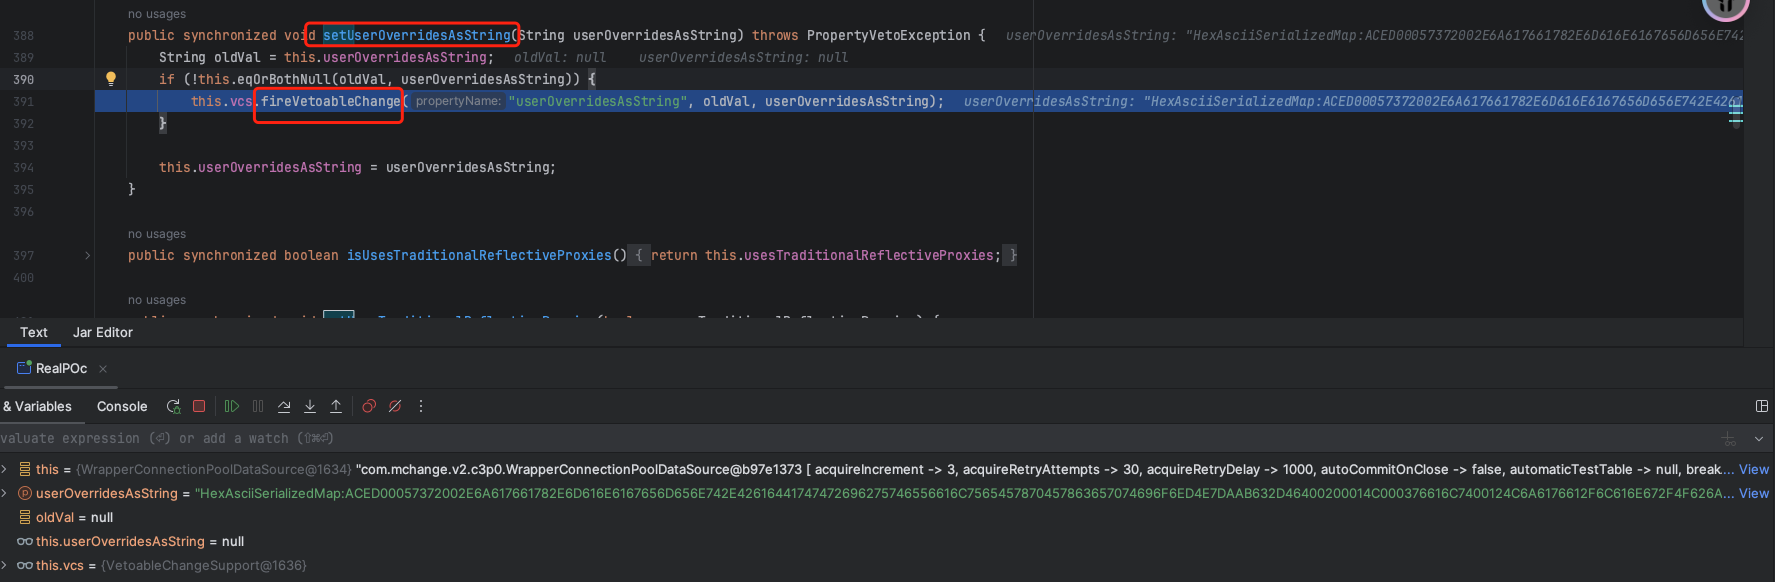 no usages
388 public synchronized void setUserOverridesAsString(String userOverridesAsString) throws PropertyVetoException { userOverridesAsString: "HexAsciiSerializedMap:ACED00057372002E6A617661782E6D616E6167656D656E742
389 String oldVal = this.userOverridesAsString; oldVal: null userOverridesAsString: null
390 if (!this.eqOrBothNull(oldVal, userOverridesAsString)) {
391 this.vcs.fireVetoableChange( propertyName: "userOverridesAsString", oldVal, userOverridesAsString); userOverridesAsString: "HexAsciiSerializedMap:ACED00057372002E6A617661782E6D616E6167656D656E742E4261
392 }
393
394 this.userOverridesAsString = userOverridesAsString;
395 }
396
no usages
397 public synchronized boolean isUsesTraditionalReflectiveProxies() { return this.usesTraditionalReflectiveProxies; }
400
no usages
Text Jar Editor
RealPOc
& Variables Console
valuate expression (⏎) or add a watch (⇧⌘⏎)
this = {WrapperConnectionPoolDataSource@1634} "com.mchange.v2.c3p0.WrapperConnectionPoolDataSource@b97e1373 [ acquireIncrement -> 3, acquireRetryAttempts -> 30, acquireRetryDelay -> 1000, autoCommitOnClose -> false, automaticTestTable -> null, break... View
userOverridesAsString = "HexAsciiSerializedMap:ACED00057372002E6A617661782E6D616E6167656D656E742E42616441747472696275746556616C7565457870457863657074696F6ED4E7DAAB632D46400200014C000376616C7400124C6A6176612F6C616E672F4F626A... View
oldVal = null
this.userOverridesAsString = null
this.vcs = {VetoableChangeSupport@1636}